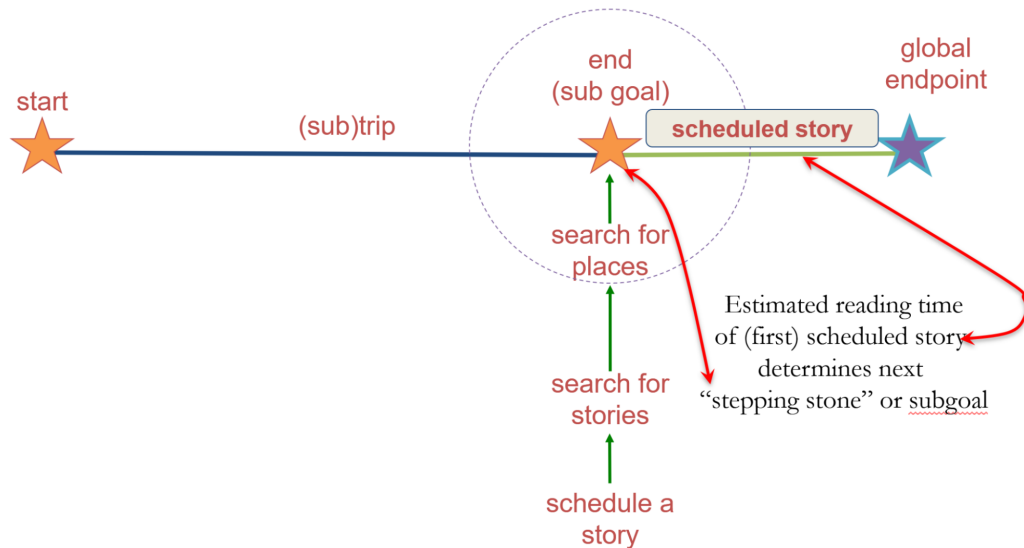 start
(sub)trip
end
(sub goal)
scheduled story
global
endpoint
search for
places
Estimated reading time
of (first) scheduled story
determines next
“stepping stone” or subgoal
search for
stories
schedule a
story